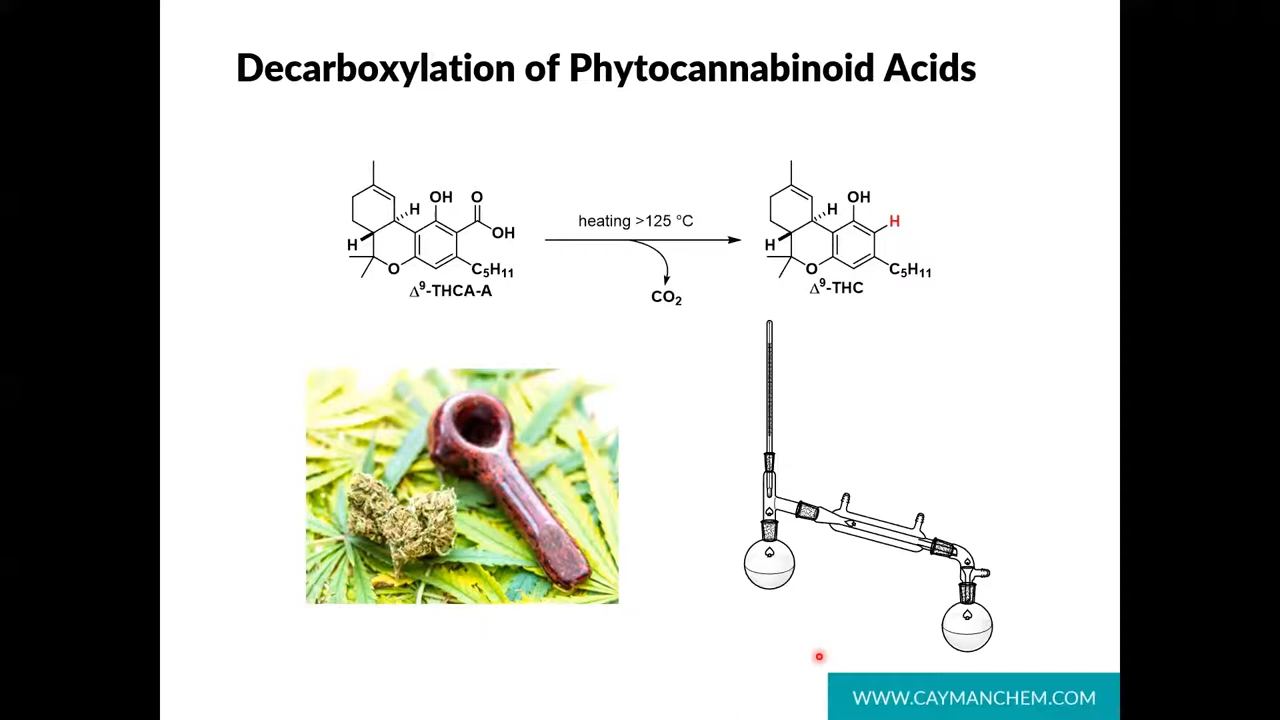 Decarboxylation of Phytocannabinoid Acids
H
OH
O
OH
H
O
C₅H₁₁
Δ⁹-THCA-A
heating >125 °C
CO₂
H
OH
H
H
O
C₅H₁₁
Δ⁹-THC
WWW.CAYMANCHEM.COM